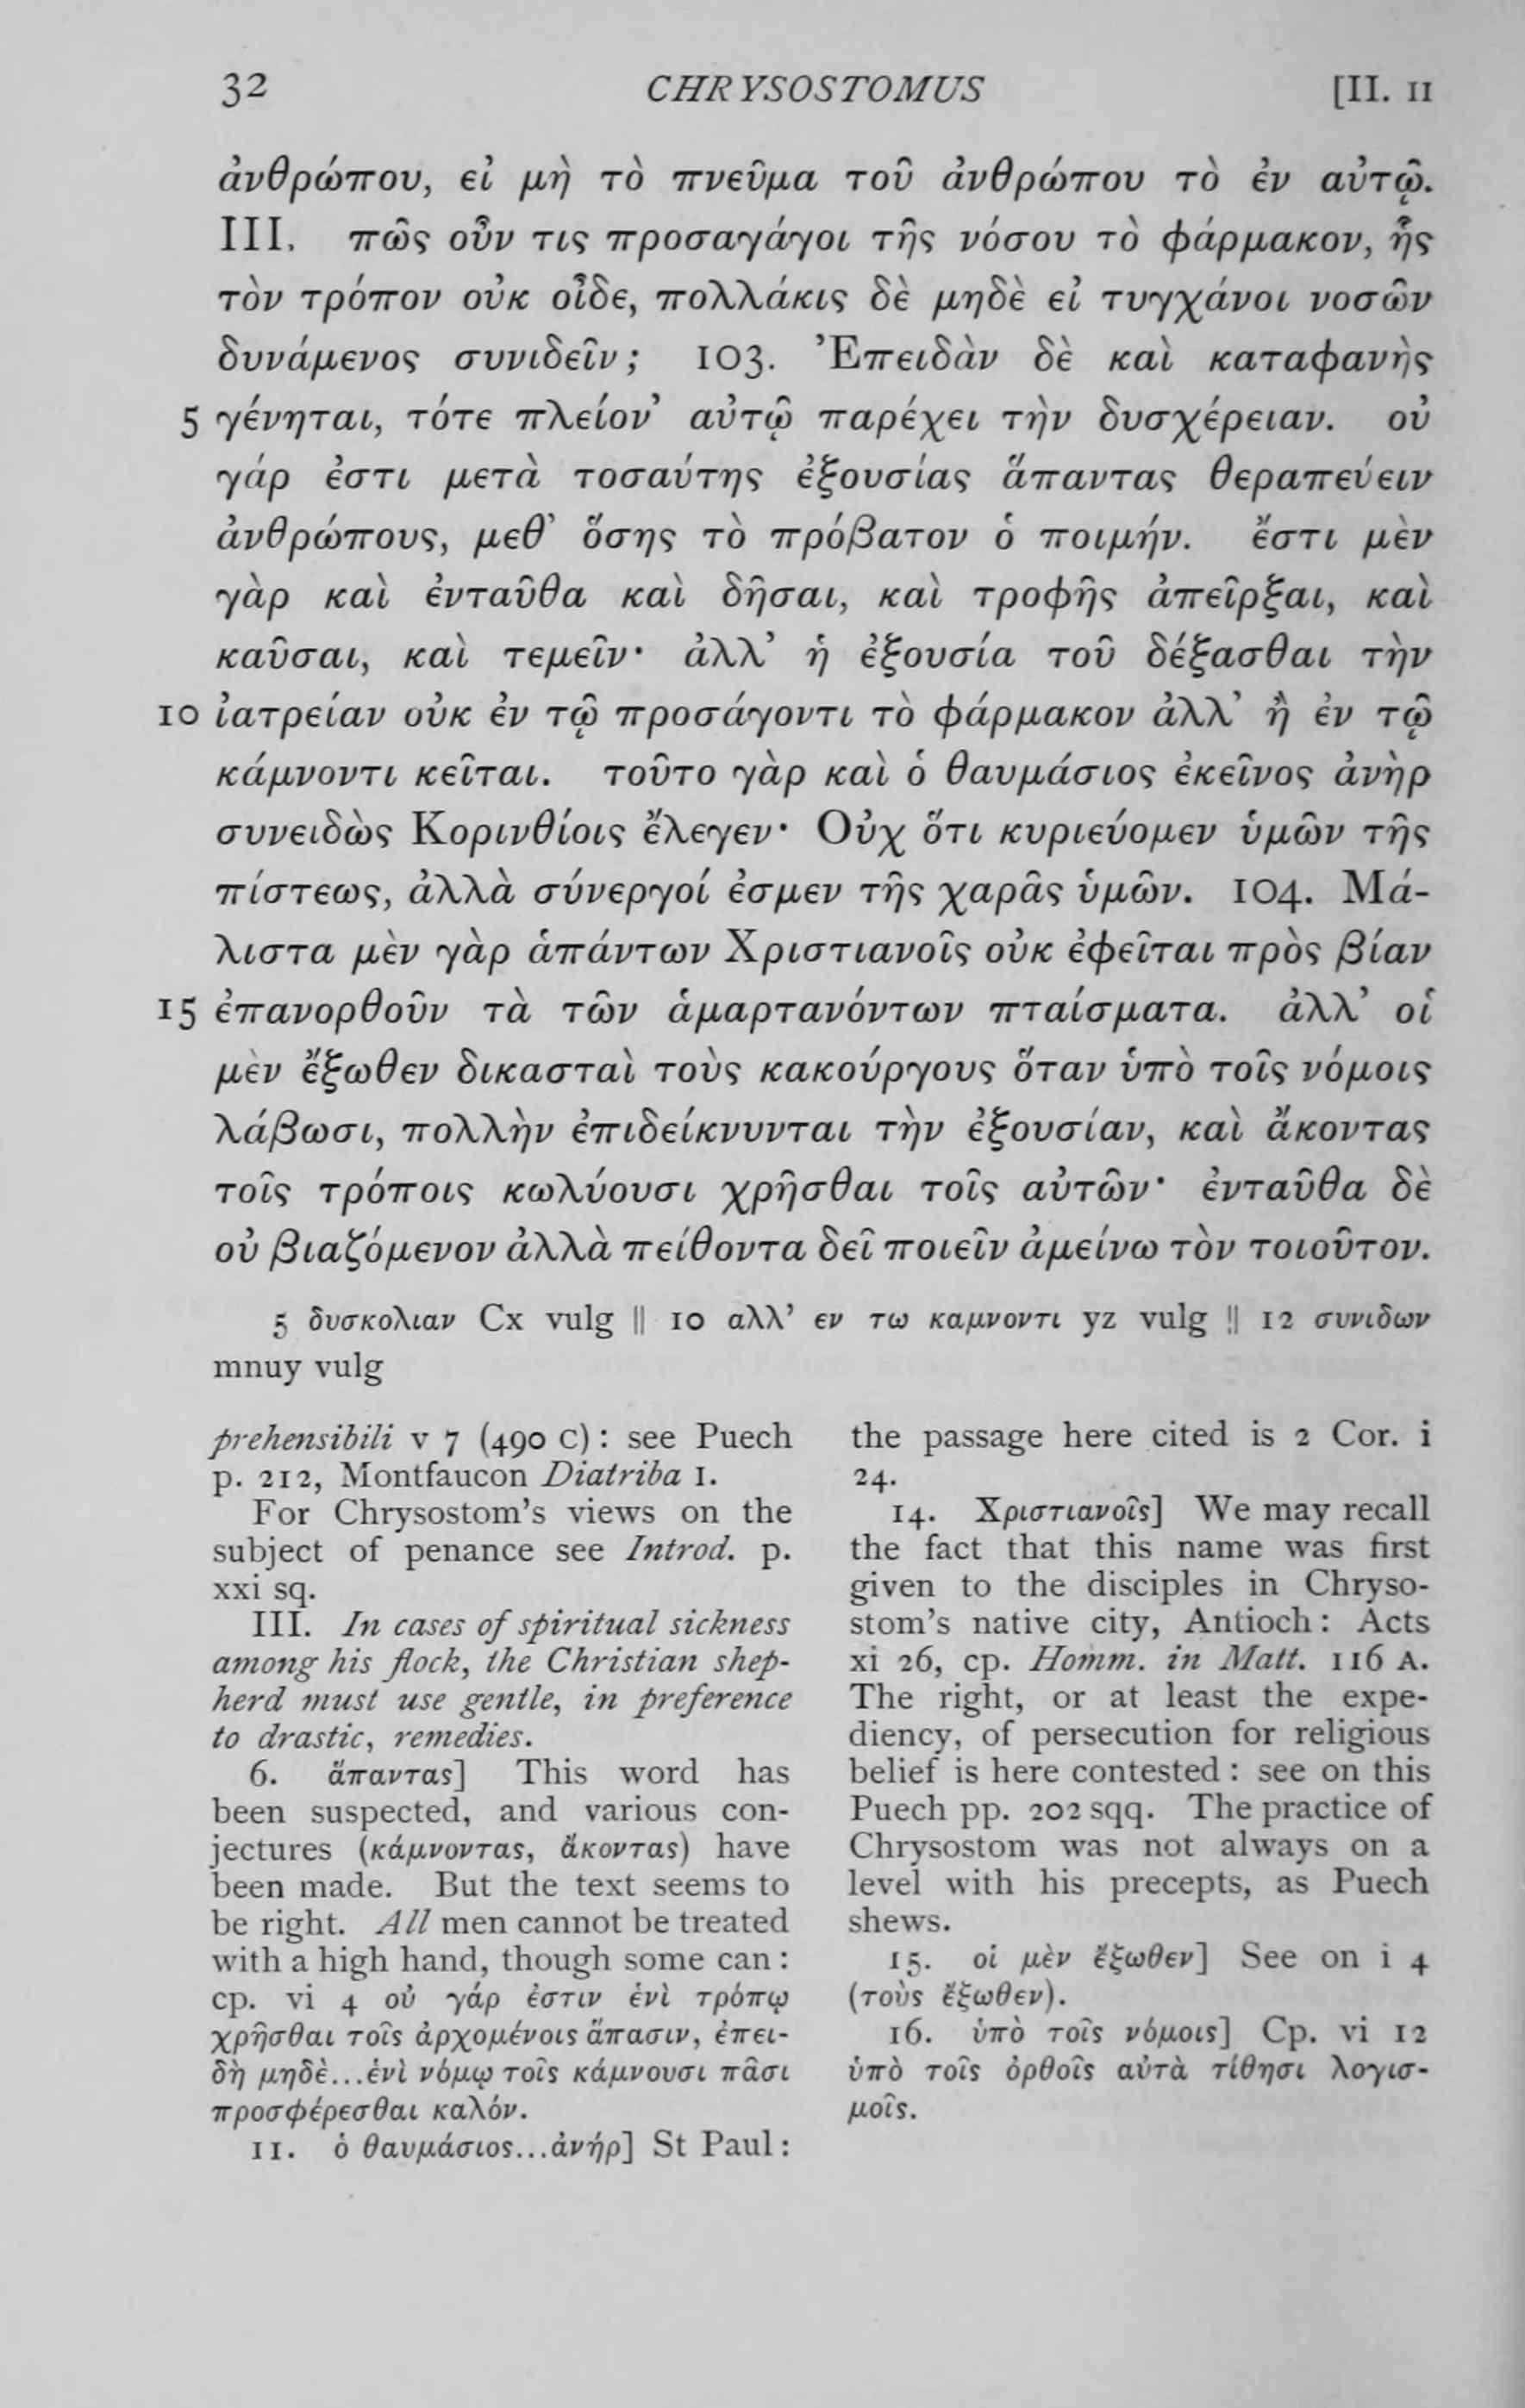 32 CHRYSOSTOMUS [II. 11
ἀνθρώπου, εἰ μὴ τὸ πνεῦμα τοῦ ἀνθρώπου τὸ ἐν αὐτῷ.
III. πῶς οὖν τις προσαγάγοι τῆς νόσου τὸ φάρμακον, ἧς
τὸν τρόπον οὐκ οἶδε, πολλάκις δὲ μηδὲ εἰ τυγχάνοι νοσῶν
δυνάμενος συνιδεῖν; 103. Ἐπειδὰν δὲ καὶ καταφανὴς
5 γένηται, τότε πλείον’ αὐτῷ παρέχει τὴν δυσχέρειαν. οὐ
γάρ ἐστι μετὰ τοσαύτης ἐξουσίας ἅπαντας θεραπεύειν
ἀνθρώπους, μεθ’ ὅσης τὸ πρόβατον ὁ ποιμήν. ἔστι μὲν
γὰρ καὶ ἐνταῦθα καὶ δῆσαι, καὶ τροφῆς ἀπεῖρξαι, καὶ
καῦσαι, καὶ τεμεῖν· ἀλλ’ ἡ ἐξουσία τοῦ δέξασθαι τὴν
10 ἰατρείαν οὐκ ἐν τῷ προσάγοντι τὸ φάρμακον ἀλλ’ ἢ ἐν τῷ
κάμνοντι κεῖται. τοῦτο γὰρ καὶ ὁ θαυμάσιος ἐκεῖνος ἀνὴρ
συνειδὼς Κορινθίοις ἔλεγεν· Οὐχ ὅτι κυριεύομεν ὑμῶν τῆς
πίστεως, ἀλλὰ σύνεργοί ἐσμεν τῆς χαρᾶς ὑμῶν. 104. Μά-
λιστα μὲν γὰρ ἁπάντων Χριστιανοῖς οὐκ ἐφεῖται πρὸς βίαν
15 ἐπανορθοῦν τὰ τῶν ἁμαρτανόντων πταίσματα. ἀλλ’ οἱ
μὲν ἔξωθεν δικασταὶ τοὺς κακούργους ὅταν ὑπὸ τοῖς νόμοις
λάβωσι, πολλὴν ἐπιδείκνυνται τὴν ἐξουσίαν, καὶ ἄκοντας
τοῖς τρόποις κωλύουσι χρῆσθαι τοῖς αὐτῶν· ἐνταῦθα δὲ
οὐ βιαζόμενον ἀλλὰ πείθοντα δεῖ ποιεῖν ἀμείνω τὸν τοιοῦτον.
5 δυσκολιαν Cx vulg || 10 αλλ’ εν τω καμνοντι yz vulg || 12 συνιδων
mnuy vulg
prehensibili v 7 (490 C): see Puech
p. 212, Montfaucon Diatriba 1.
For Chrysostom's views on the
subject of penance see Introd. p.
xxi sq.
III. In cases of spiritual sickness
among his flock, the Christian shep-
herd must use gentle, in preference
to drastic, remedies.
6. ἅπαντας] This word has
been suspected, and various con-
jectures (κάμνοντας, ἄκοντας) have
been made. But the text seems to
be right. All men cannot be treated
with a high hand, though some can:
cp. vi 4 οὐ γάρ ἐστιν ἑνὶ τρόπῳ
χρῆσθαι τοῖς ἀρχομένοις ἅπασιν, ἐπει-
δὴ μηδὲ...ἑνὶ νόμῳ τοῖς κάμνουσι πᾶσι
προσφέρεσθαι καλόν.
11. ὁ θαυμάσιος...ἀνήρ] St Paul:
the passage here cited is 2 Cor. i
24.
14. Χριστιανοῖς] We may recall
the fact that this name was first
given to the disciples in Chryso-
stom's native city, Antioch: Acts
xi 26, cp. Homm. in Matt. 116 A.
The right, or at least the expe-
diency, of persecution for religious
belief is here contested: see on this
Puech pp. 202 sqq. The practice of
Chrysostom was not always on a
level with his precepts, as Puech
shews.
15. οἱ μὲν ἔξωθεν] See on i 4
(τοὺς ἔξωθεν).
16. ὑπὸ τοῖς νόμοις] Cp. vi 12
ὑπὸ τοῖς ὀρθοῖς αὐτὰ τίθησι λογισ-
μοῖς.